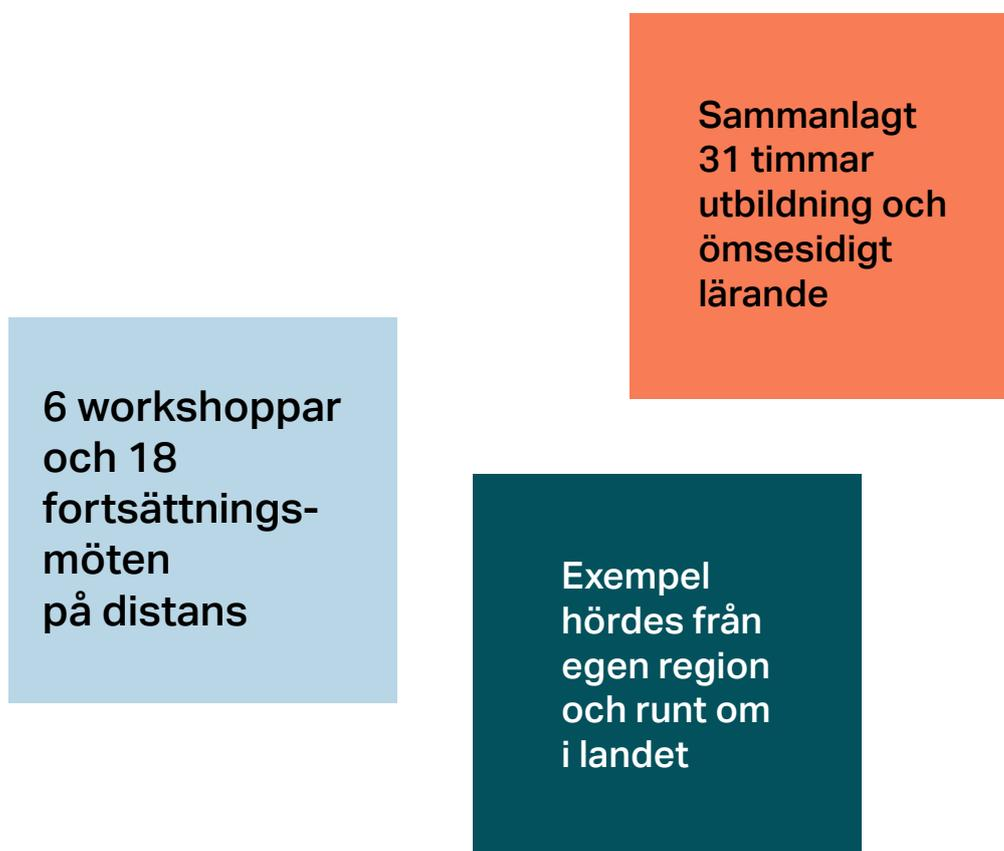 Sammanlagt
31 timmar
utbildning och
ömsesidigt
lärande
6 workshoppar
och 18
fortsättnings-
möten
på distans
Exempel
hördes från
egen region
och runt om
i landet